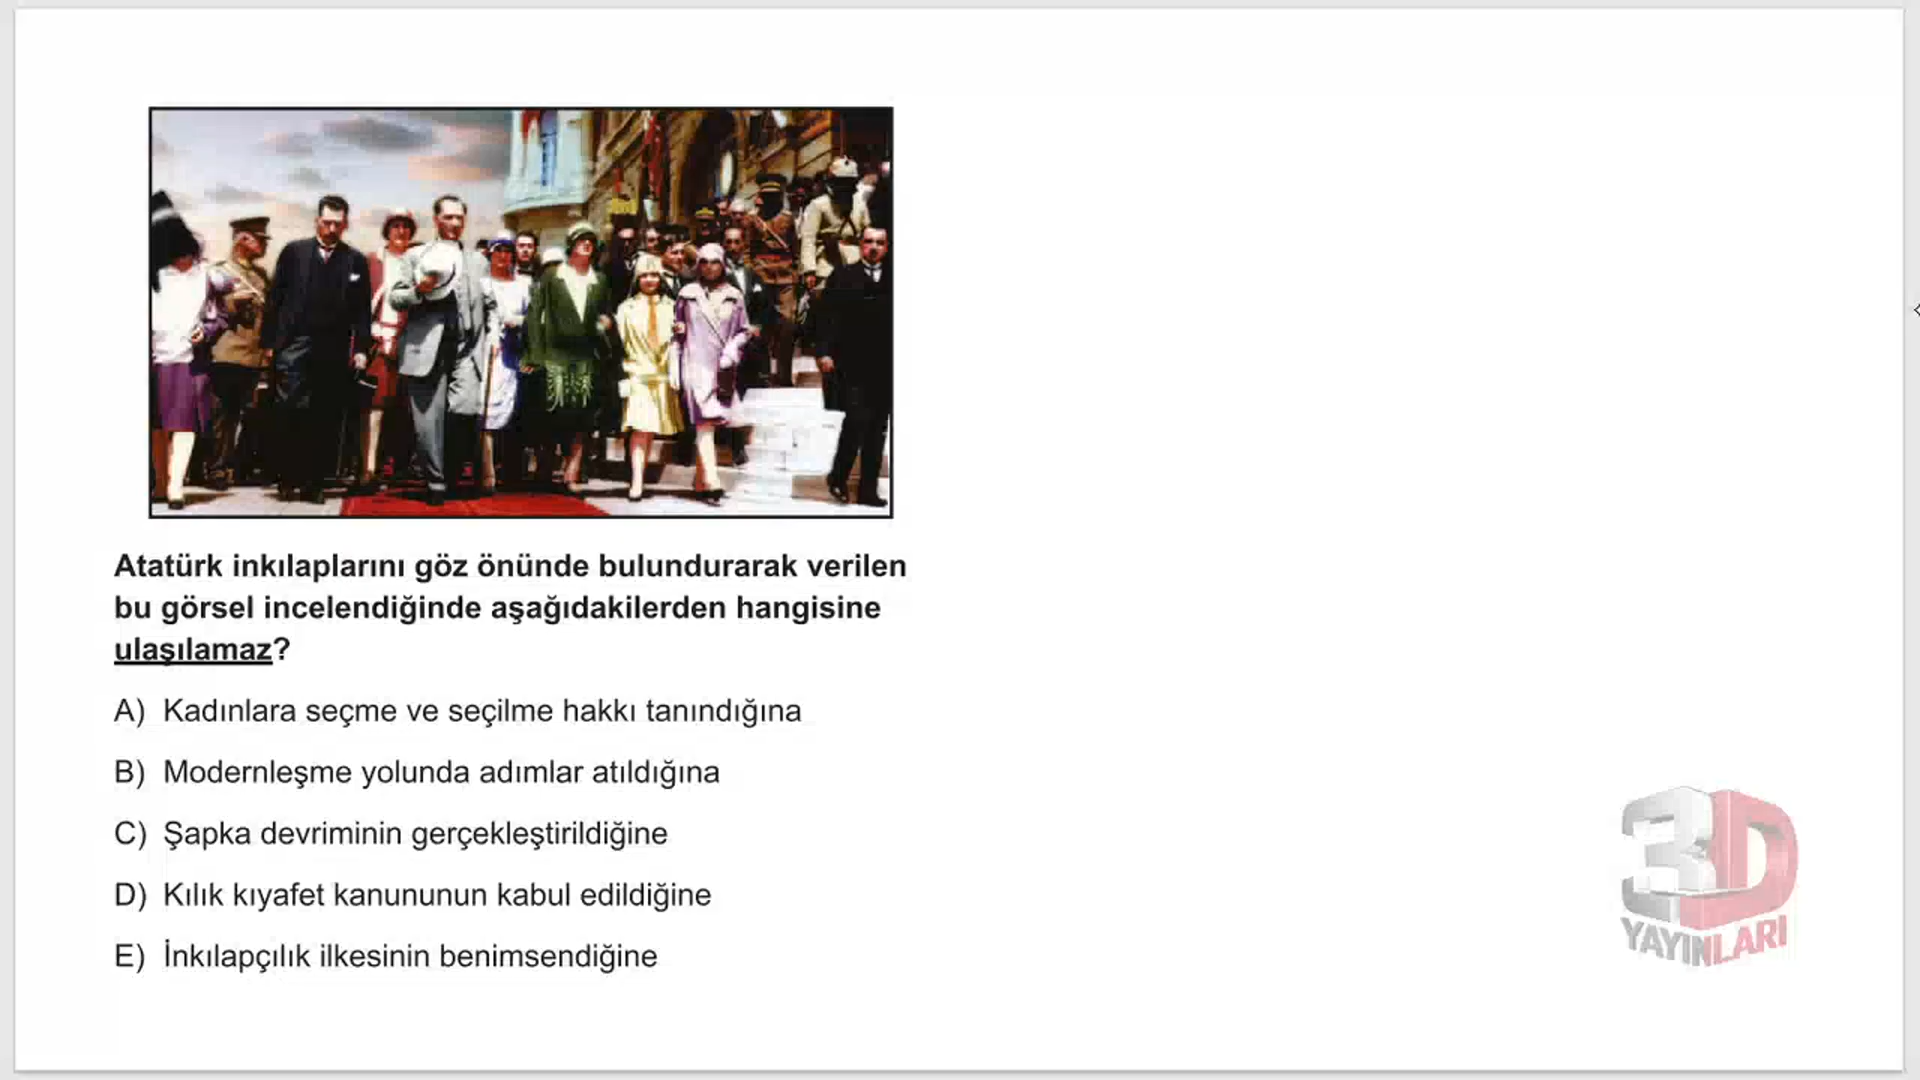 Atatürk inkılaplarını göz önünde bulundurarak verilen
bu görsel incelendiğinde aşağıdakilerden hangisine
ulaşılamaz?
A) Kadınlara seçme ve seçilme hakkı tanındığına
B) Modernleşme yolunda adımlar atıldığına
C) Şapka devriminin gerçekleştirildiğine
D) Kılık kıyafet kanununun kabul edildiğine
E) İnkılapçılık ilkesinin benimsendiğine
3D
YAYINLARI